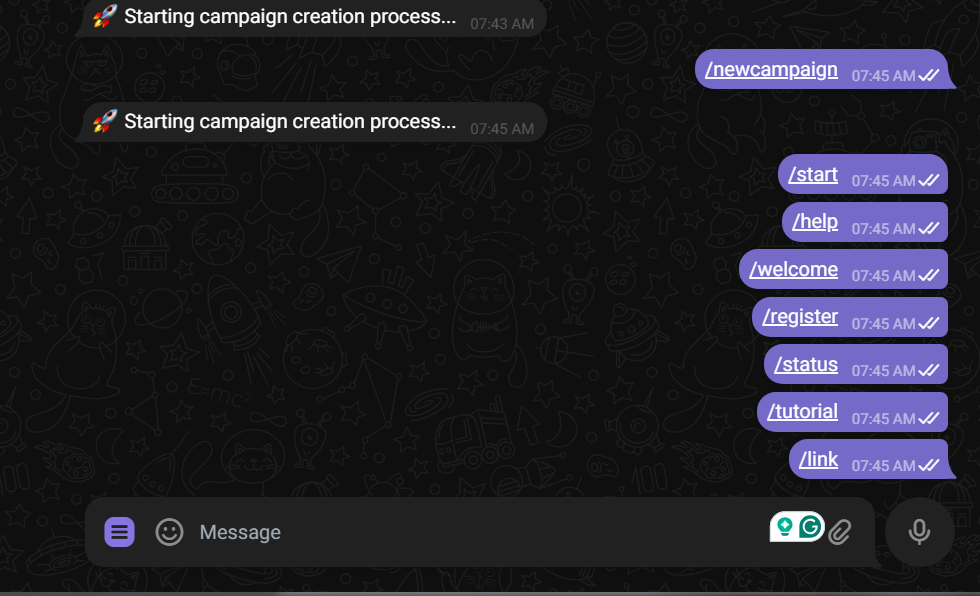 🚀 Starting campaign creation process... 07:43 AM
/newcampaign 07:45 AM
🚀 Starting campaign creation process... 07:45 AM
/start 07:45 AM
/help 07:45 AM
/welcome 07:45 AM
/register 07:45 AM
/status 07:45 AM
/tutorial 07:45 AM
/link 07:45 AM
Message